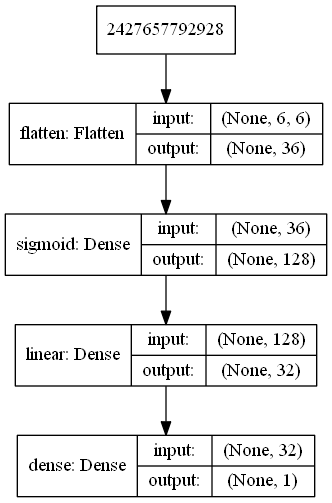 2427657792928
flatten: Flatten
input: (None, 6, 6)
output: (None, 36)
sigmoid: Dense
input: (None, 36)
output: (None, 128)
linear: Dense
input: (None, 128)
output: (None, 32)
dense: Dense
input: (None, 32)
output: (None, 1)